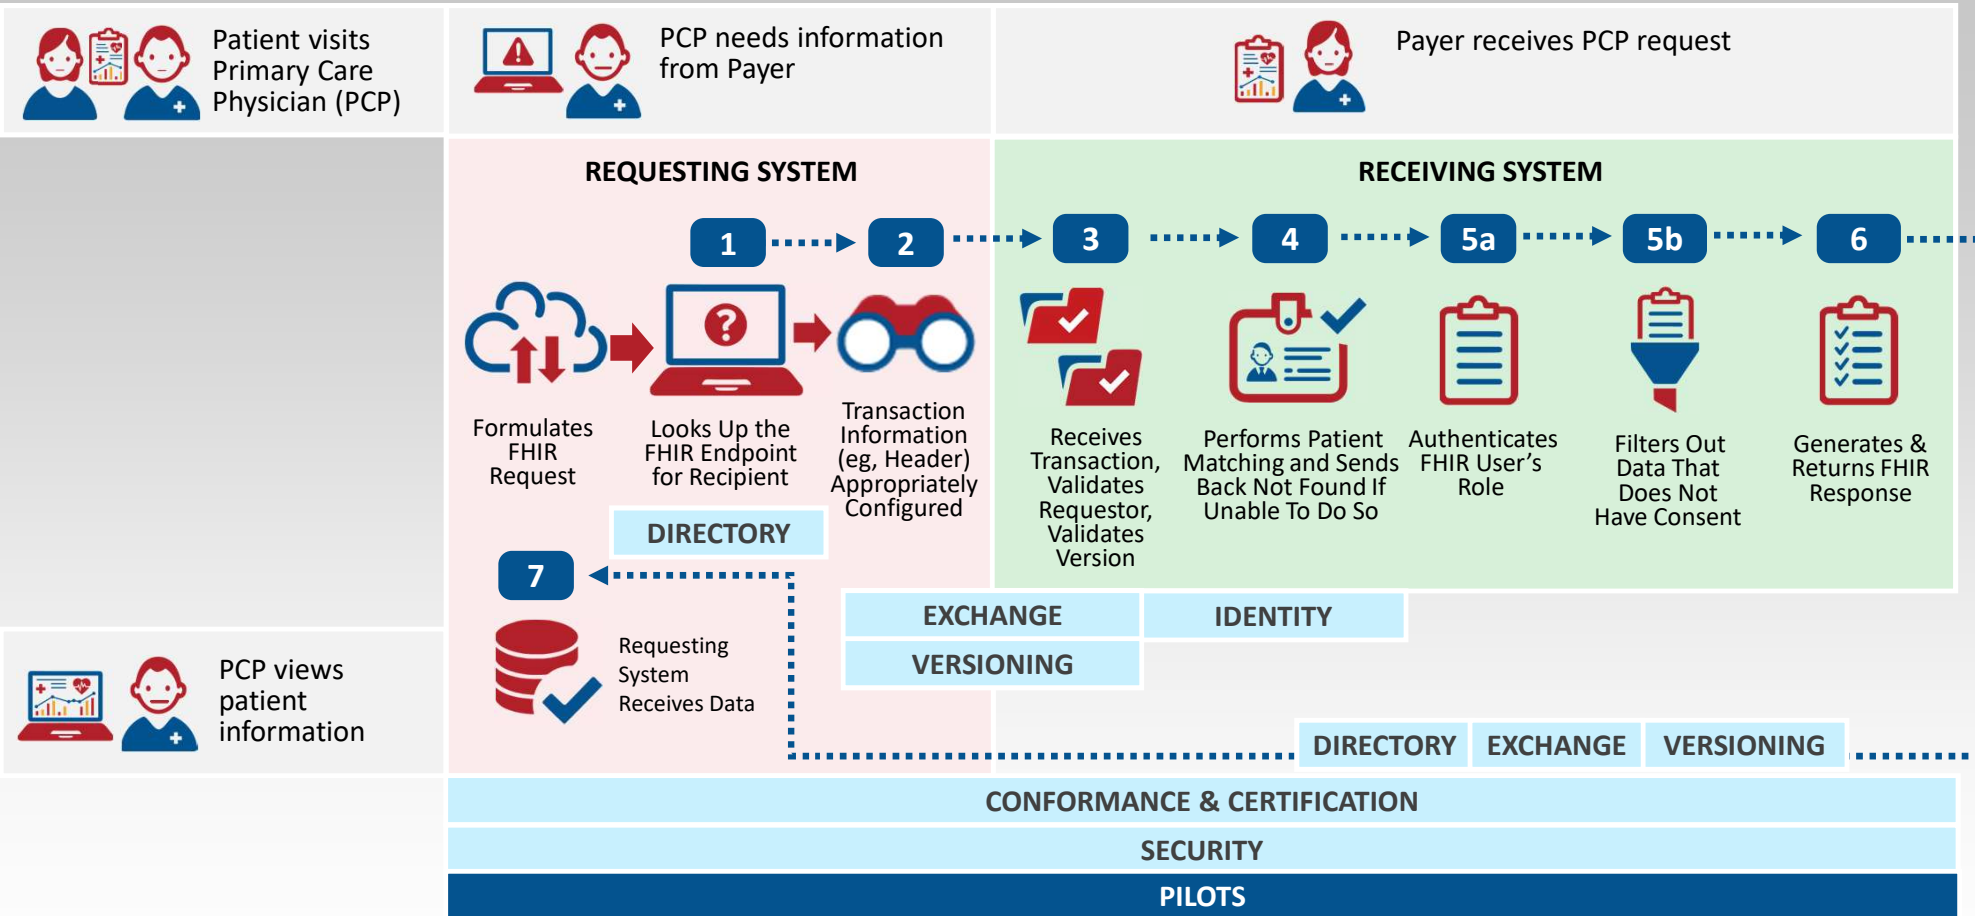 Patient visits
Primary Care
Physician (PCP)
PCP needs information
from Payer
Payer receives PCP request
REQUESTING SYSTEM
RECEIVING SYSTEM
1
2
3
4
5a
5b
6
Formulates
FHIR
Request
Looks Up the
FHIR Endpoint
for Recipient
Transaction
Information
(eg, Header)
Appropriately
Configured
Receives
Transaction,
Validates
Requestor,
Validates
Version
Performs Patient
Matching and Sends
Back Not Found If
Unable To Do So
Authenticates
FHIR User’s
Role
Filters Out
Data That
Does Not
Have Consent
Generates &
Returns FHIR
Response
DIRECTORY
7
EXCHANGE
IDENTITY
VERSIONING
Requesting
System
Receives Data
PCP views
patient
information
DIRECTORY
EXCHANGE
VERSIONING
CONFORMANCE & CERTIFICATION
SECURITY
PILOTS